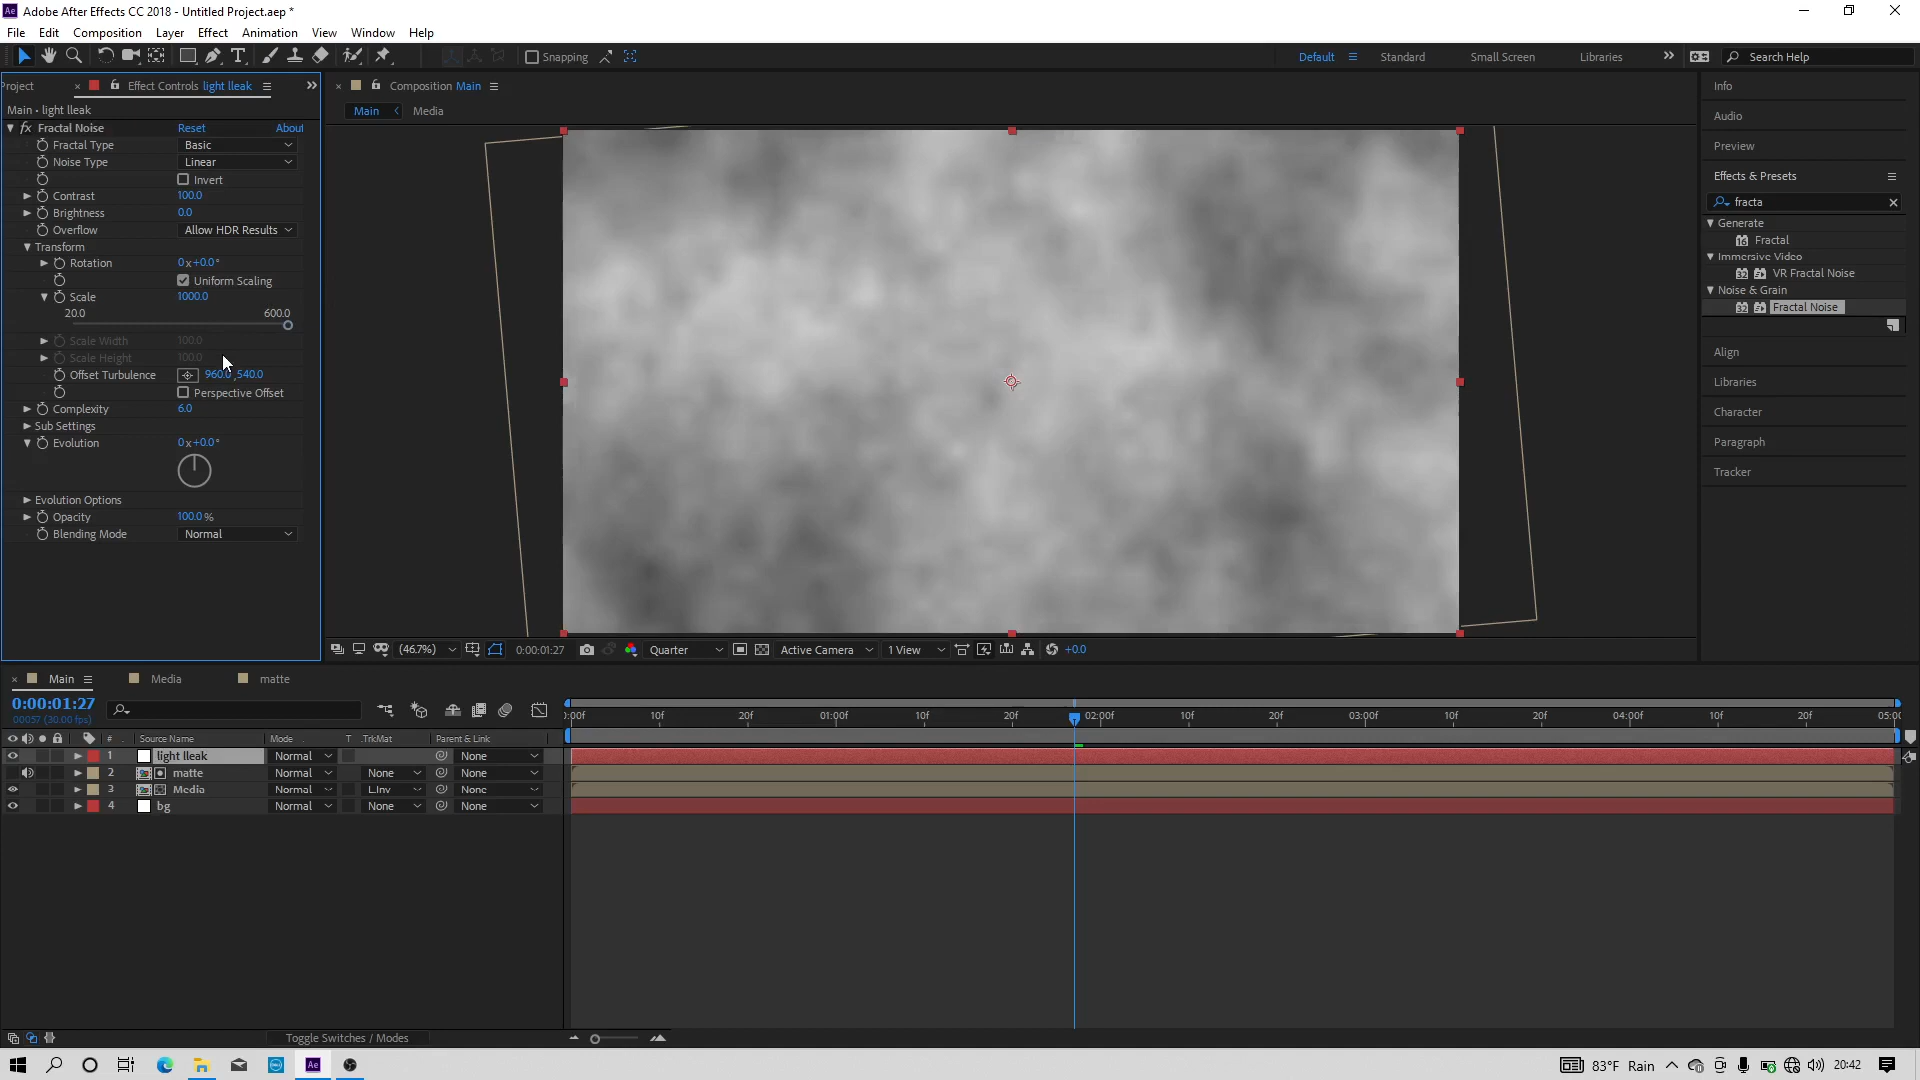 Adobe After Effects CC 2018 - Untitled Project.aep *
File Edit Composition Layer Effect Animation View Window Help
Snapping Default Standard Small Screen Libraries Search Help
Project Effect Controls light lleak
Main • light lleak
Fractal Noise Reset About
Fractal Type Basic
Noise Type Linear
Invert
Contrast 100.0
Brightness 0.0
Overflow Allow HDR Results
Transform
Rotation 0x+0.0°
Uniform Scaling
Scale 1000.0
20.0 600.0
Scale Width 100.0
Scale Height 100.0
Offset Turbulence 960.0,540.0
Perspective Offset
Complexity 6.0
Sub Settings
Evolution 0x+0.0°
Evolution Options
Opacity 100.0 %
Blending Mode Normal
Composition Main
Main Media
(46.7%) 0:00:01:27 Quarter Active Camera 1 View +0.0
Info
Audio
Preview
Effects & Presets
fracta
Generate
16 Fractal
Immersive Video
32 VR Fractal Noise
Noise & Grain
32 Fractal Noise
Align
Libraries
Character
Paragraph
Tracker
Main Media matte
0:00:01:27
00057 (30.00 fps)
:00f 10f 20f 01:00f 10f 20f 02:00f 10f 20f 03:00f 10f 20f 04:00f 10f 20f 05:00
# Source Name Mode T .TrkMat Parent & Link
1 light lleak Normal None
2 matte Normal None None
3 Media Normal L.Inv None
4 bg Normal None None
Toggle Switches / Modes
83°F Rain 20:42